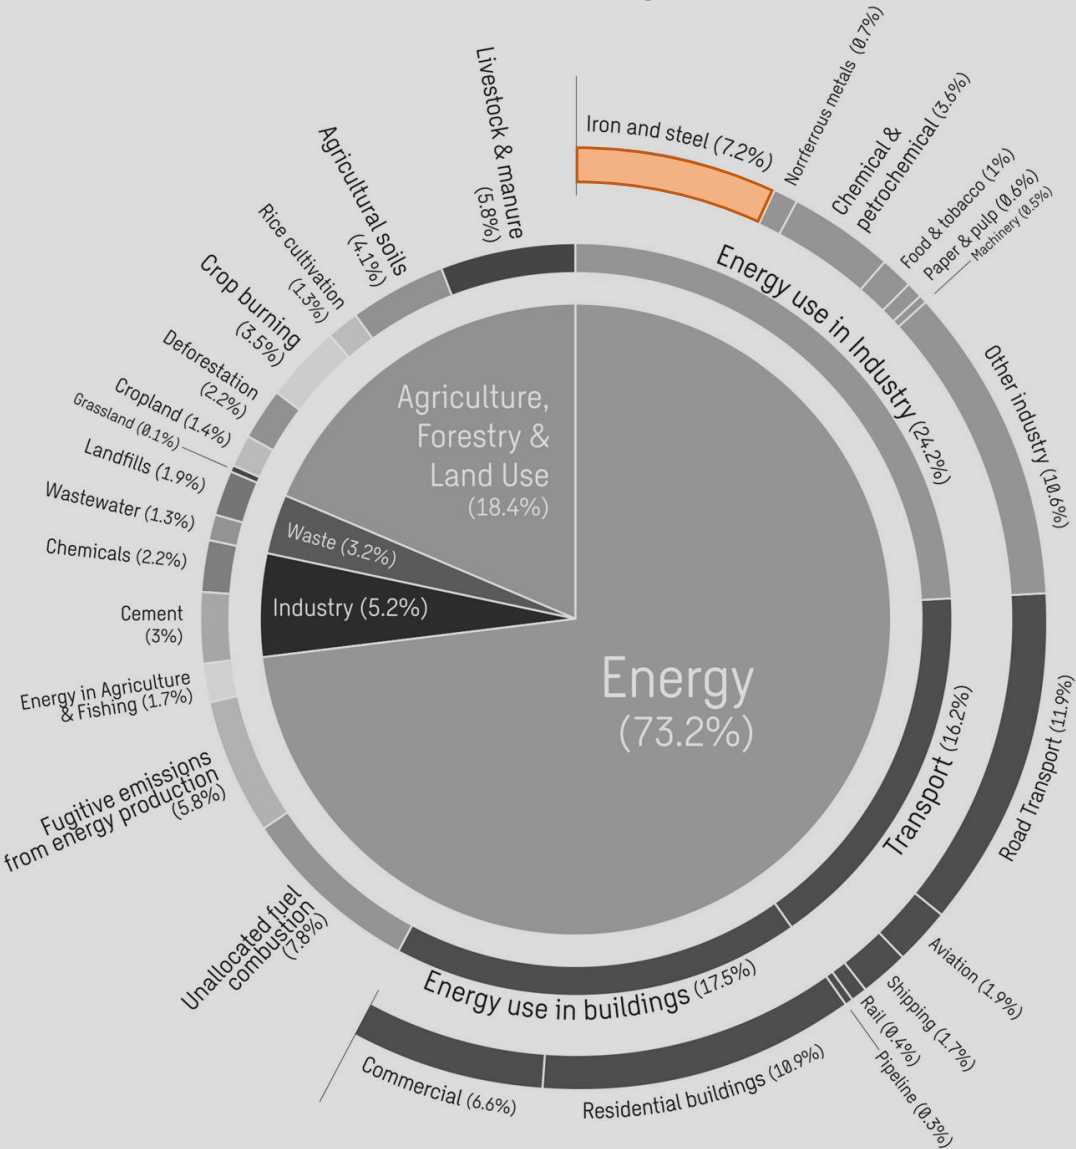 Agriculture,
Forestry &
Land Use
(18.4%)
Waste (3.2%)
Industry (5.2%)
Energy
(73.2%)
Energy use in Industry (24.2%)
Transport (16.2%)
Energy use in buildings (17.5%)
Iron and steel (7.2%)
Nonferrous metals (0.7%)
Chemical &
petrochemical (3.6%)
Food & tobacco (1%)
Paper & pulp (0.6%)
Machinery (0.5%)
Other industry (10.6%)
Road Transport (11.9%)
Aviation (1.9%)
Shipping (1.7%)
Rail (0.4%)
Pipeline (0.3%)
Residential buildings (10.9%)
Commercial (6.6%)
Unallocated fuel
combustion
(7.8%)
Fugitive emissions
from energy production
(5.8%)
Energy in Agriculture
& Fishing (1.7%)
Cement
(3%)
Chemicals (2.2%)
Wastewater (1.3%)
Landfills (1.9%)
Grassland (0.1%)
Cropland (1.4%)
Deforestation
(2.2%)
Crop burning
(3.5%)
Rice cultivation
(1.3%)
Agricultural soils
(4.1%)
Livestock & manure
(5.8%)